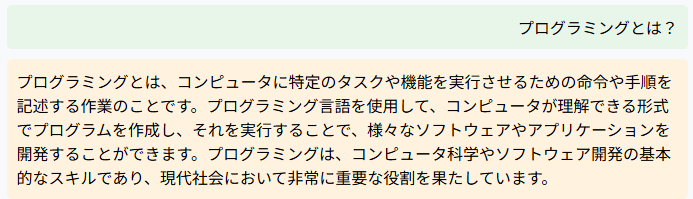 プログラミングとは？
プログラミングとは、コンピュータに特定のタスクや機能を実行させるための命令や手順を
記述する作業のことです。プログラミング言語を使用して、コンピュータが理解できる形式
でプログラムを作成し、それを実行することで、様々なソフトウェアやアプリケーションを
開発することができます。プログラミングは、コンピュータ科学やソフトウェア開発の基本
的なスキルであり、現代社会において非常に重要な役割を果たしています。